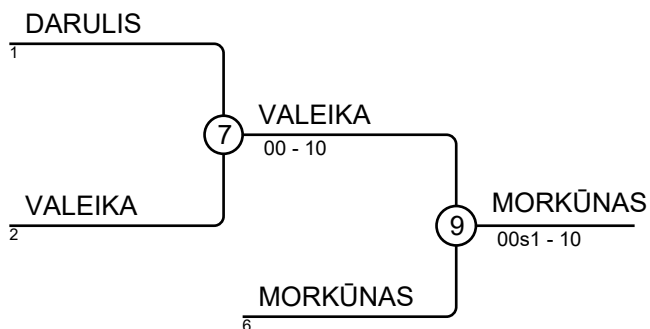 DARULIS
1
7
VALEIKA
00 - 10
VALEIKA
2
9
MORKŪNAS
00s1 - 10
MORKŪNAS
6